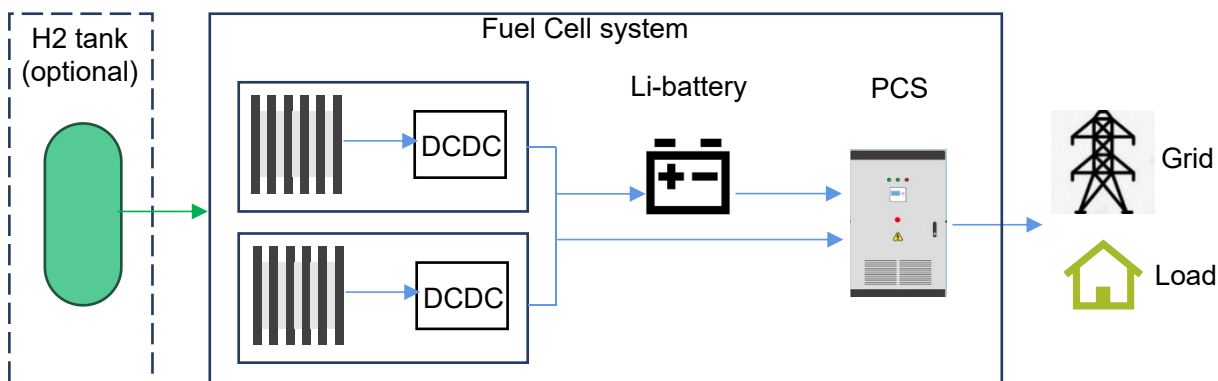 H2 tank
(optional)
Fuel Cell system
DCDC
DCDC
Li-battery
PCS
Grid
Load